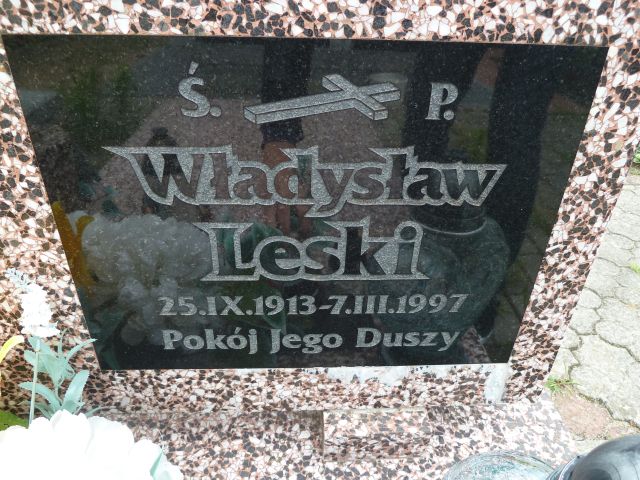 Ś. P.
Władysław
Leski
25.IX.1913-7.III.1997
Pokój Jego Duszy